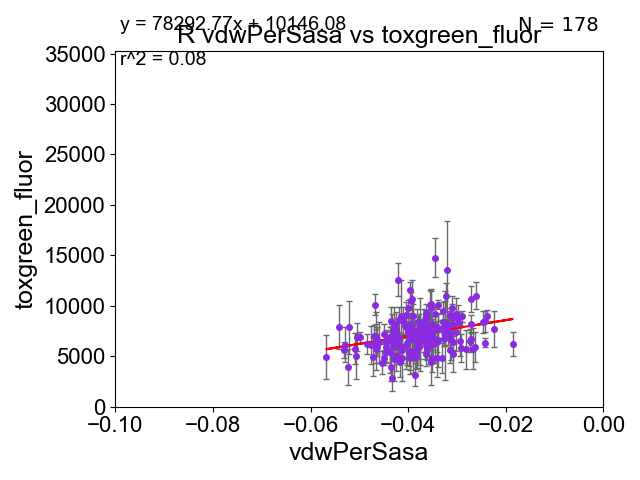 y = 78292.77x + 10146.08
N = 178
R vdwPerSasa vs toxgreen_fluor
r^2 = 0.08
35000
30000
25000
20000
15000
10000
5000
0
toxgreen_fluor
−0.10 −0.08 −0.06 −0.04 −0.02 0.00
vdwPerSasa